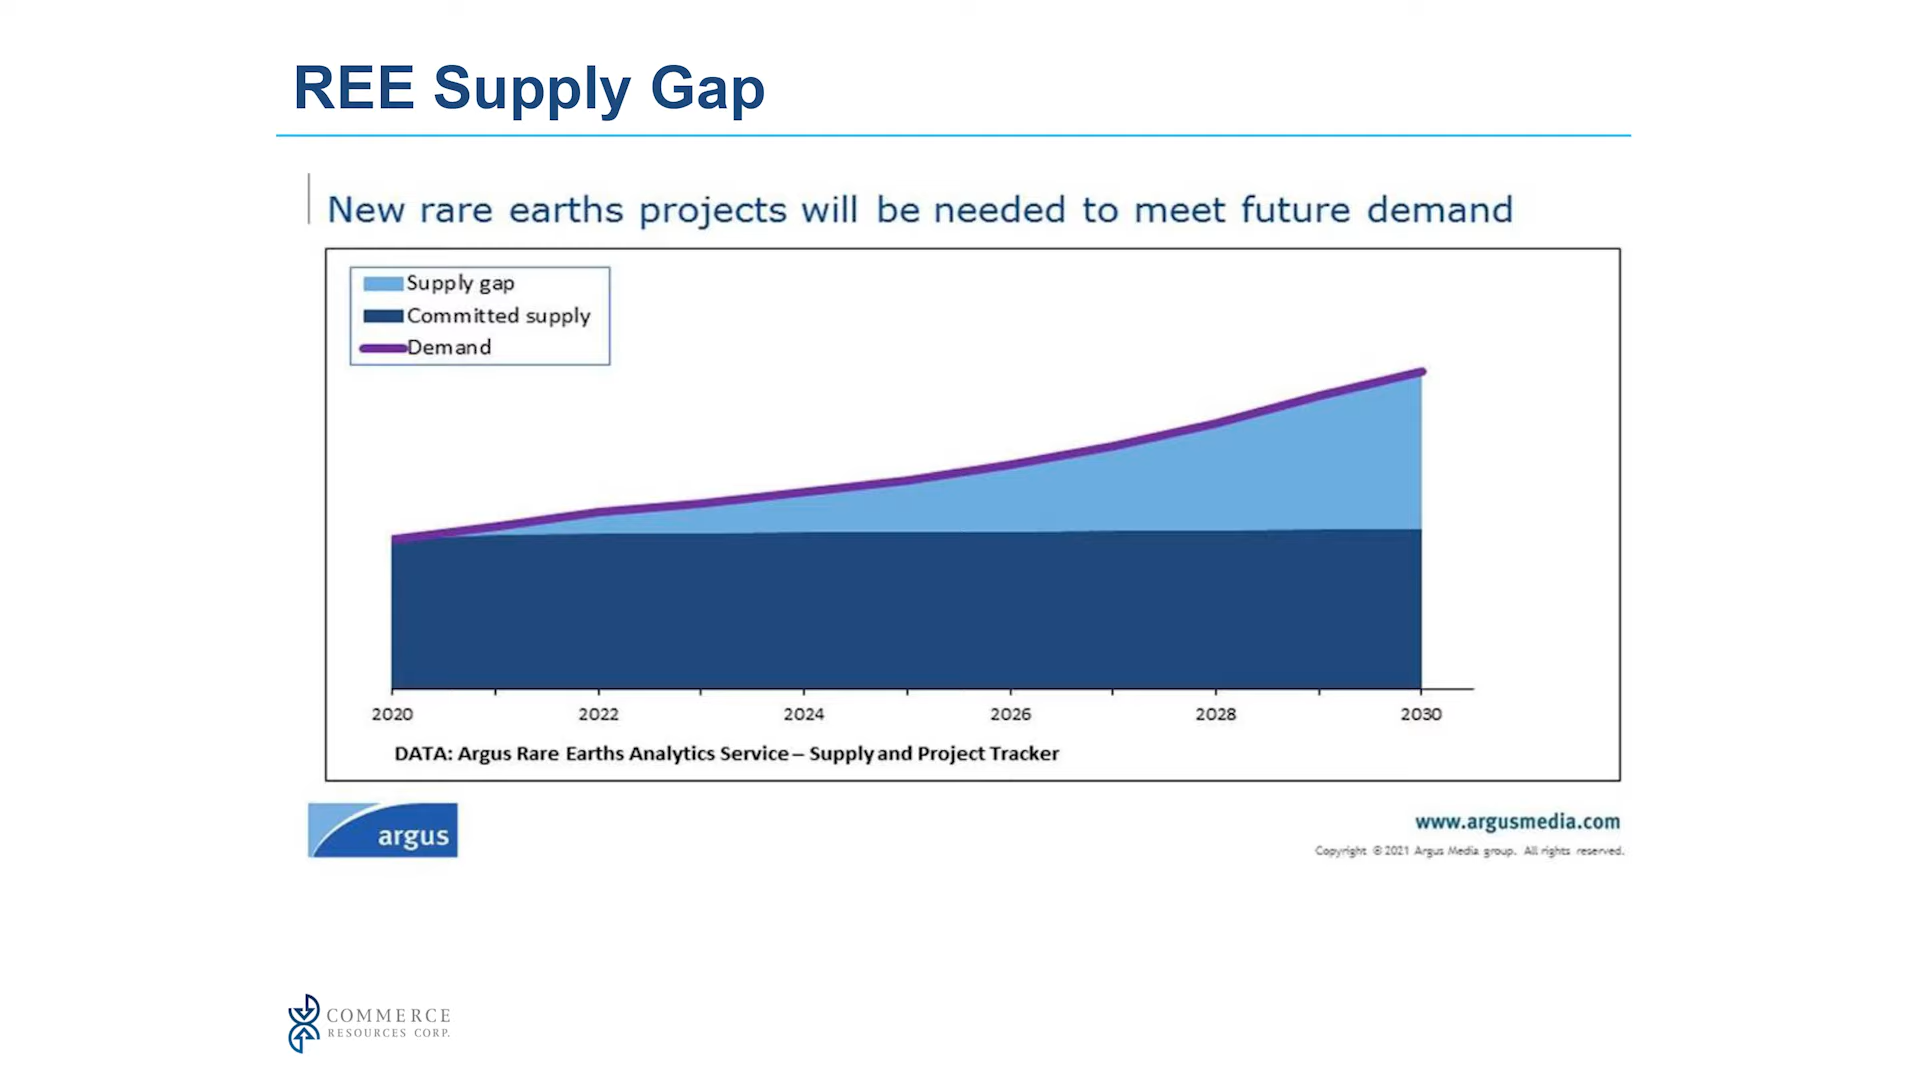 REE Supply Gap
New rare earths projects will be needed to meet future demand
Supply gap
Committed supply
Demand
2020 2022 2024 2026 2028 2030
DATA: Argus Rare Earths Analytics Service – Supply and Project Tracker
argus
www.argusmedia.com
Copyright © 2021 Argus Media group. All rights reserved.
COMMERCE
RESOURCES CORP.